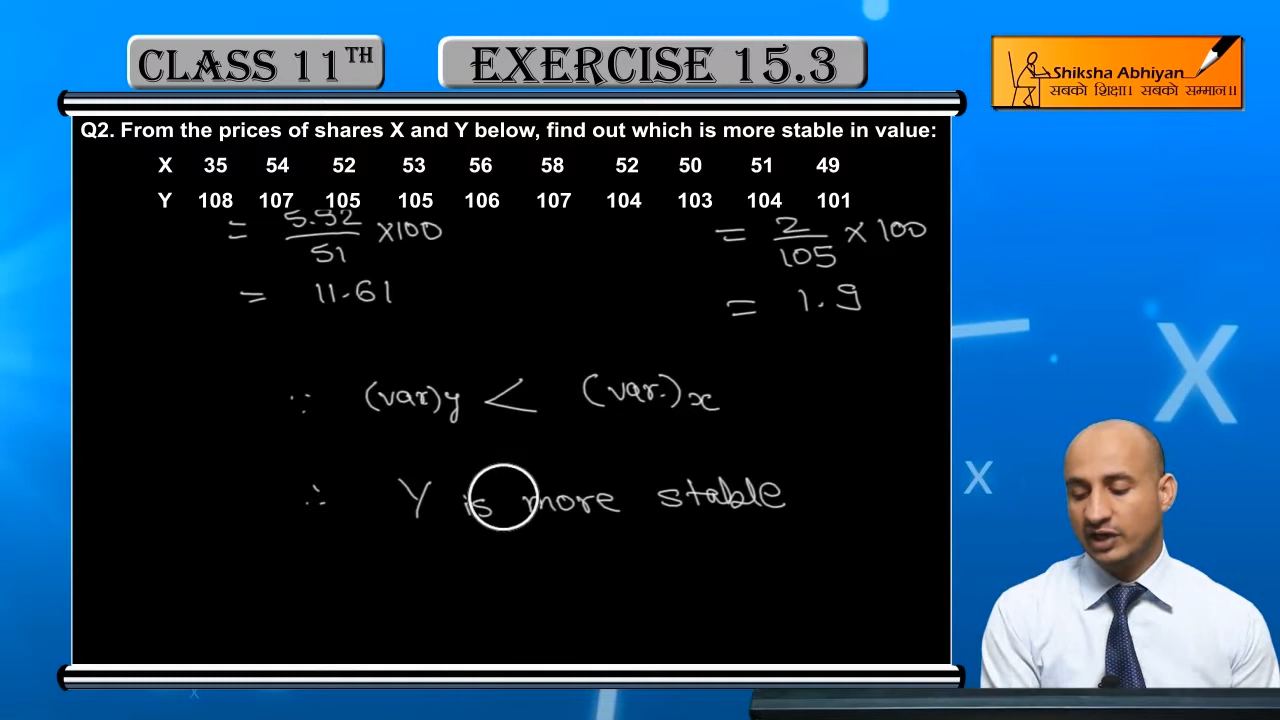 CLASS 11TH
EXERCISE 15.3
Shiksha Abhiyan
सबको शिक्षा। सबको सम्मान।।
Q2. From the prices of shares X and Y below, find out which is more stable in value:
X 35 54 52 53 56 58 52 50 51 49
Y 108 107 105 105 106 107 104 103 104 101
= 5.92/51 ×100
= 2/105 × 100
= 11.61
= 1.9
∵ (var)y < (var.)x
∴ Y is more stable
X
X
x